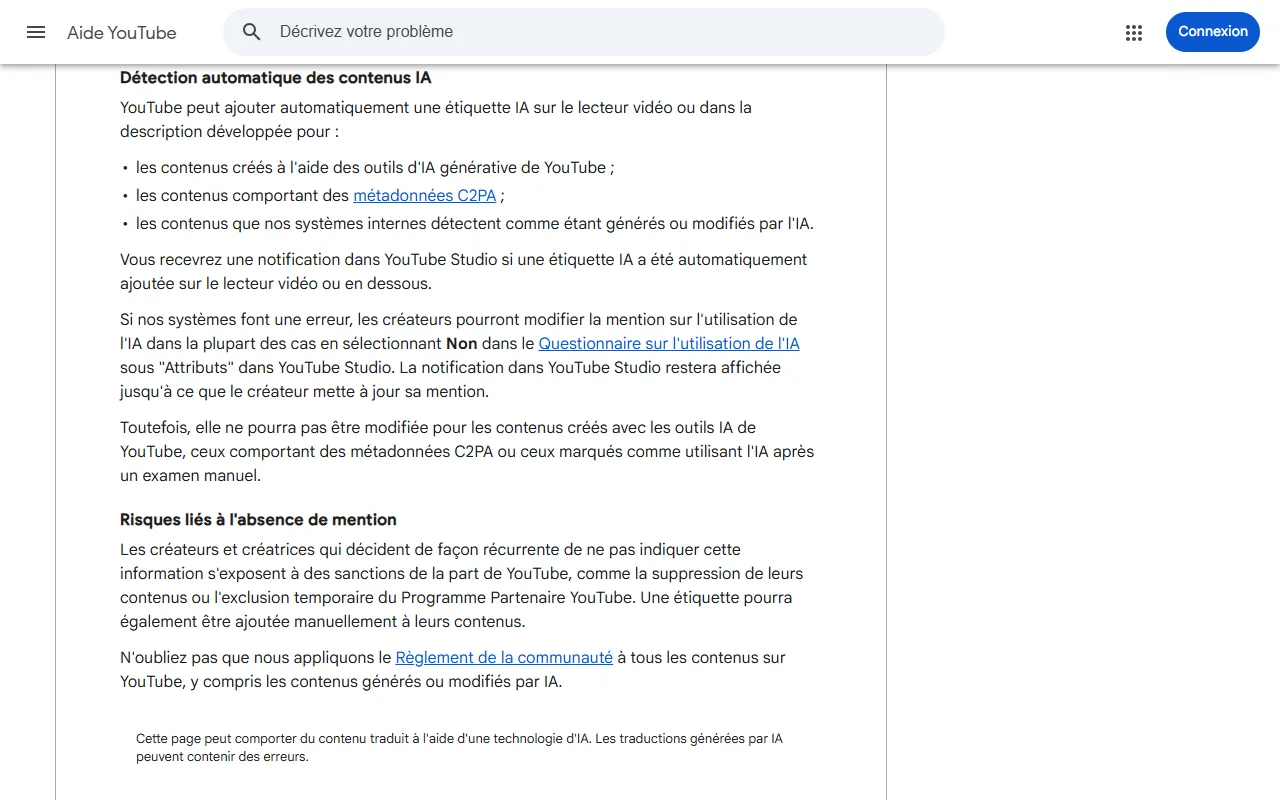 Aide YouTube
Décrivez votre problème
Connexion
Détection automatique des contenus IA
YouTube peut ajouter automatiquement une étiquette IA sur le lecteur vidéo ou dans la
description développée pour :
• les contenus créés à l'aide des outils d'IA générative de YouTube ;
• les contenus comportant des métadonnées C2PA ;
• les contenus que nos systèmes internes détectent comme étant générés ou modifiés par l'IA.
Vous recevrez une notification dans YouTube Studio si une étiquette IA a été automatiquement
ajoutée sur le lecteur vidéo ou en dessous.
Si nos systèmes font une erreur, les créateurs pourront modifier la mention sur l'utilisation de
l'IA dans la plupart des cas en sélectionnant Non dans le Questionnaire sur l'utilisation de l'IA
sous "Attributs" dans YouTube Studio. La notification dans YouTube Studio restera affichée
jusqu'à ce que le créateur mette à jour sa mention.
Toutefois, elle ne pourra pas être modifiée pour les contenus créés avec les outils IA de
YouTube, ceux comportant des métadonnées C2PA ou ceux marqués comme utilisant l'IA après
un examen manuel.
Risques liés à l'absence de mention
Les créateurs et créatrices qui décident de façon récurrente de ne pas indiquer cette
information s'exposent à des sanctions de la part de YouTube, comme la suppression de leurs
contenus ou l'exclusion temporaire du Programme Partenaire YouTube. Une étiquette pourra
également être ajoutée manuellement à leurs contenus.
N'oubliez pas que nous appliquons le Règlement de la communauté à tous les contenus sur
YouTube, y compris les contenus générés ou modifiés par IA.
Cette page peut comporter du contenu traduit à l'aide d'une technologie d'IA. Les traductions générées par IA
peuvent contenir des erreurs.